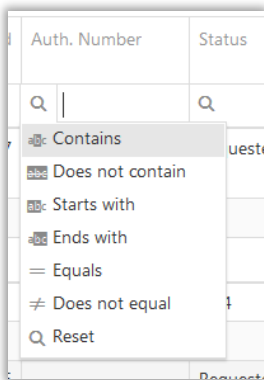 Auth. Number
Status
Contains
Does not contain
Starts with
Ends with
Equals
Does not equal
Reset